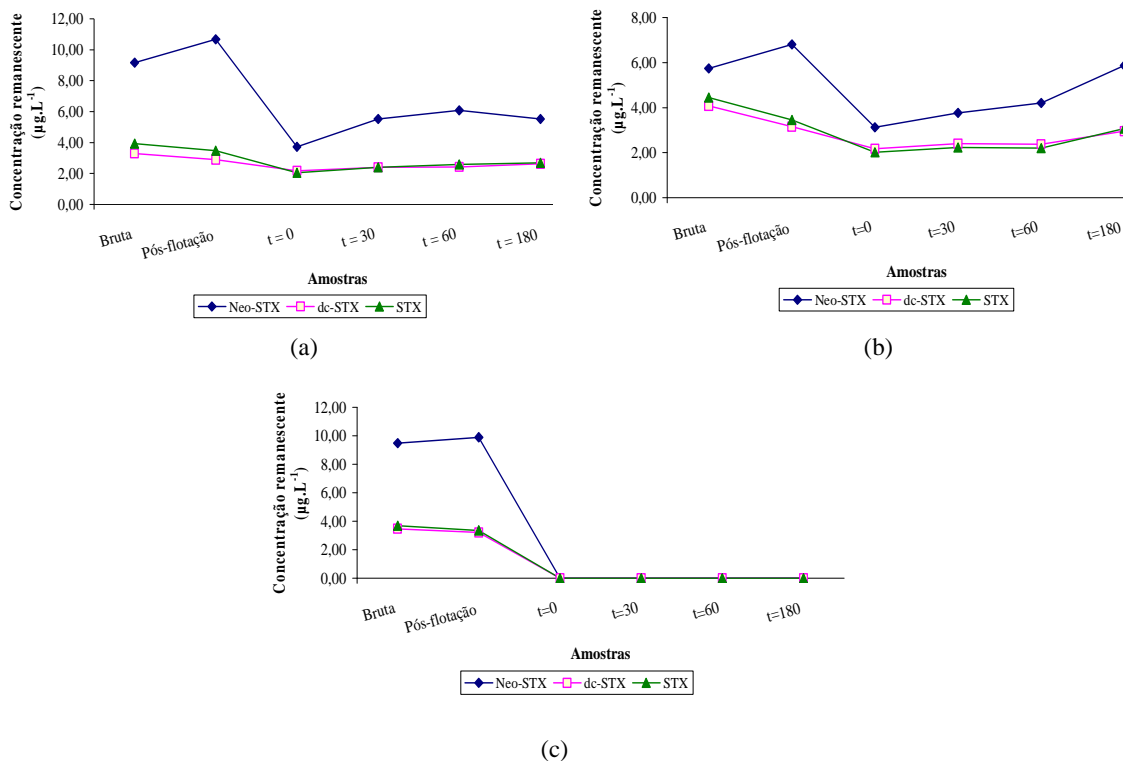 Concentração remanescente
(µg.L⁻¹)
12,00
10,00
8,00
6,00
4,00
2,00
0,00
Bruta
Pós-flotação
t = 0
t = 30
t = 60
t = 180
Amostras
Neo-STX dc-STX STX
(a)
Concentração remanescente
(µg.L⁻¹)
8,00
6,00
4,00
2,00
0,00
Bruta
Pós-flotação
t=0
t=30
t=60
t=180
Amostras
Neo-STX dc-STX STX
(b)
Concentração remanescente
(µg.L⁻¹)
12,00
10,00
8,00
6,00
4,00
2,00
0,00
Bruta
Pós-flotação
t=0
t=30
t=60
t=180
Amostras
Neo-STX dc-STX STX
(c)